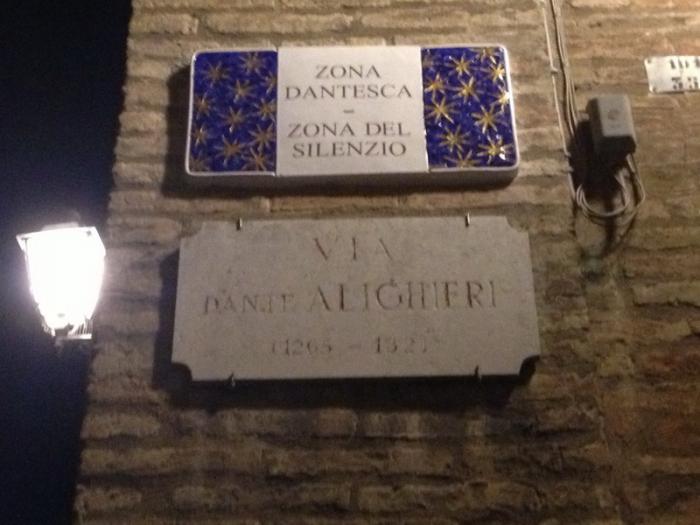 ZONA
DANTESCA
-
ZONA DEL
SILENZIO
VIA
DANTE ALIGHIERI
(1265 - 1321)